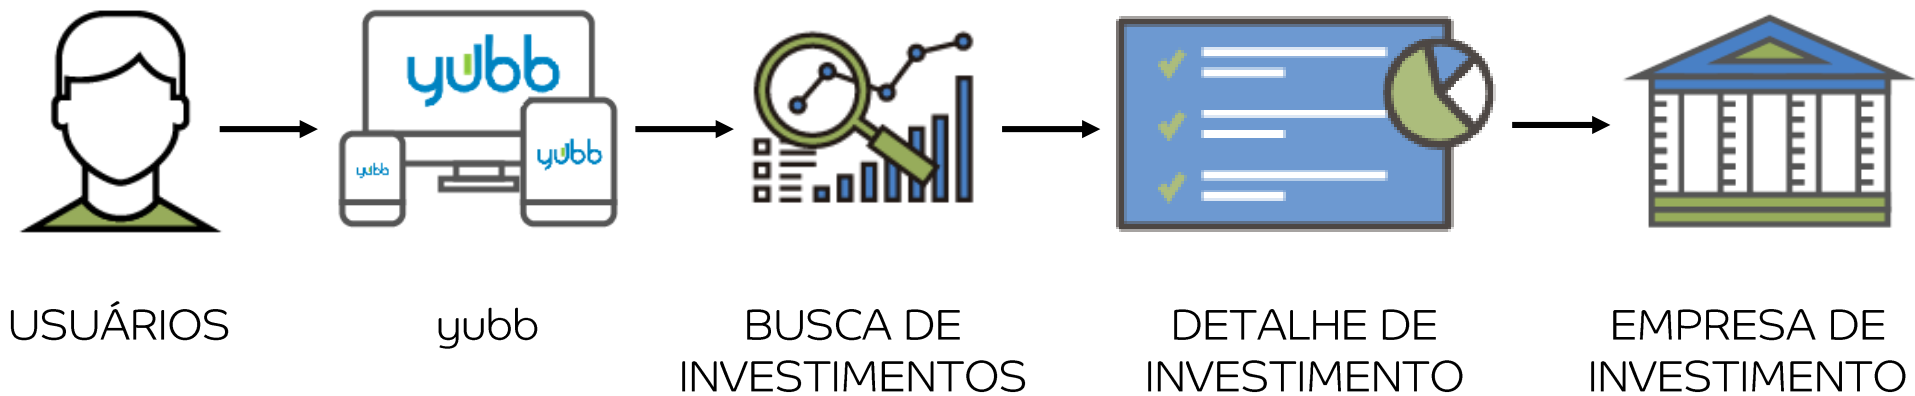 yubb
yubb
yubb
USUÁRIOS
yubb
BUSCA DE
INVESTIMENTOS
DETALHE DE
INVESTIMENTO
EMPRESA DE
INVESTIMENTO